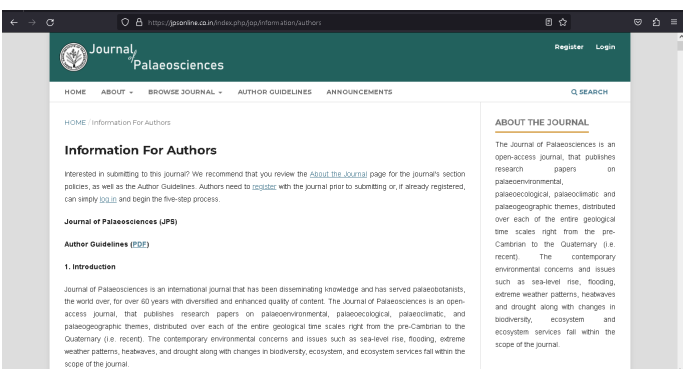 https://jpsonline.co.in/index.php/jop/information/authors
Journal
of
Palaeosciences
Register Login
HOME ABOUT BROWSE JOURNAL AUTHOR GUIDELINES ANNOUNCEMENTS
SEARCH
HOME / Information For Authors
Information For Authors
Interested in submitting to this journal? We recommend that you review the About the Journal page for the journal's section
policies, as well as the Author Guidelines. Authors need to register with the journal prior to submitting or, if already registered,
can simply log in and begin the five-step process.
Journal of Palaeosciences (JPS)
Author Guidelines (PDF)
1. Introduction
Journal of Palaeosciences is an international journal that has been disseminating knowledge and has served palaeobotanists,
the world over, for over 60 years with diversified and enhanced quality of content. The Journal of Palaeosciences is an open-
access journal, that publishes research papers on palaeoenvironmental, palaeoecological, palaeoclimatic, and
palaeogeographic themes, distributed over each of the entire geological time scales right from the pre-Cambrian to the
Quaternary (i.e. recent). The contemporary environmental concerns and issues such as sea-level rise, flooding, extreme
weather patterns, heatwaves, and drought along with changes in biodiversity, ecosystem, and ecosystem services fall within the
scope of the journal.
ABOUT THE JOURNAL
The Journal of Palaeosciences is an
open-access journal, that publishes
research papers on
palaeoenvironmental,
palaeoecological, palaeoclimatic and
palaeogeographic themes, distributed
over each of the entire geological
time scales right from the pre-
Cambrian to the Quaternary (i.e.
recent). The contemporary
environmental concerns and issues
such as sea-level rise, flooding,
extreme weather patterns, heatwaves
and drought along with changes in
biodiversity, ecosystem and
ecosystem services fall within the
scope of the journal.